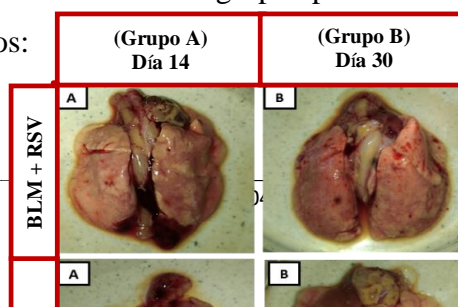 os:
(Grupo A)
Día 14
(Grupo B)
Día 30
BLM + RSV
A
B
A
B